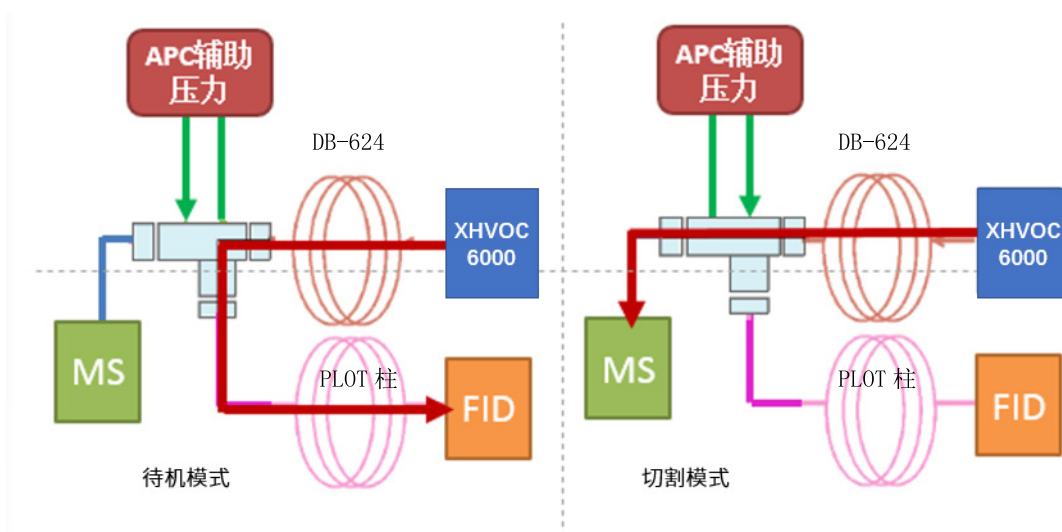 APC辅助
压力
DB-624
XHVOC
6000
MS
PLOT 柱
FID
待机模式
APC辅助
压力
DB-624
XHVOC
6000
MS
PLOT 柱
FID
切割模式